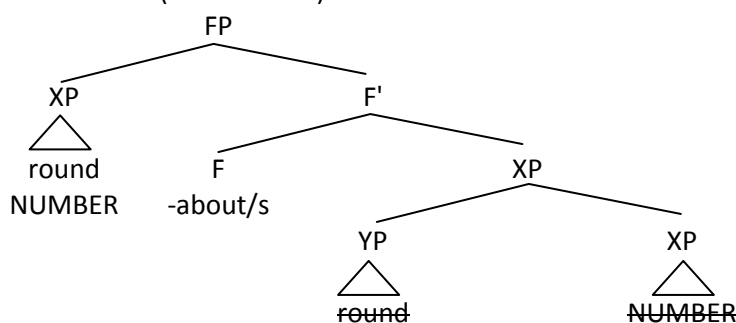 FP
XP F'
round F XP
NUMBER -about/s
YP XP
round NUMBER